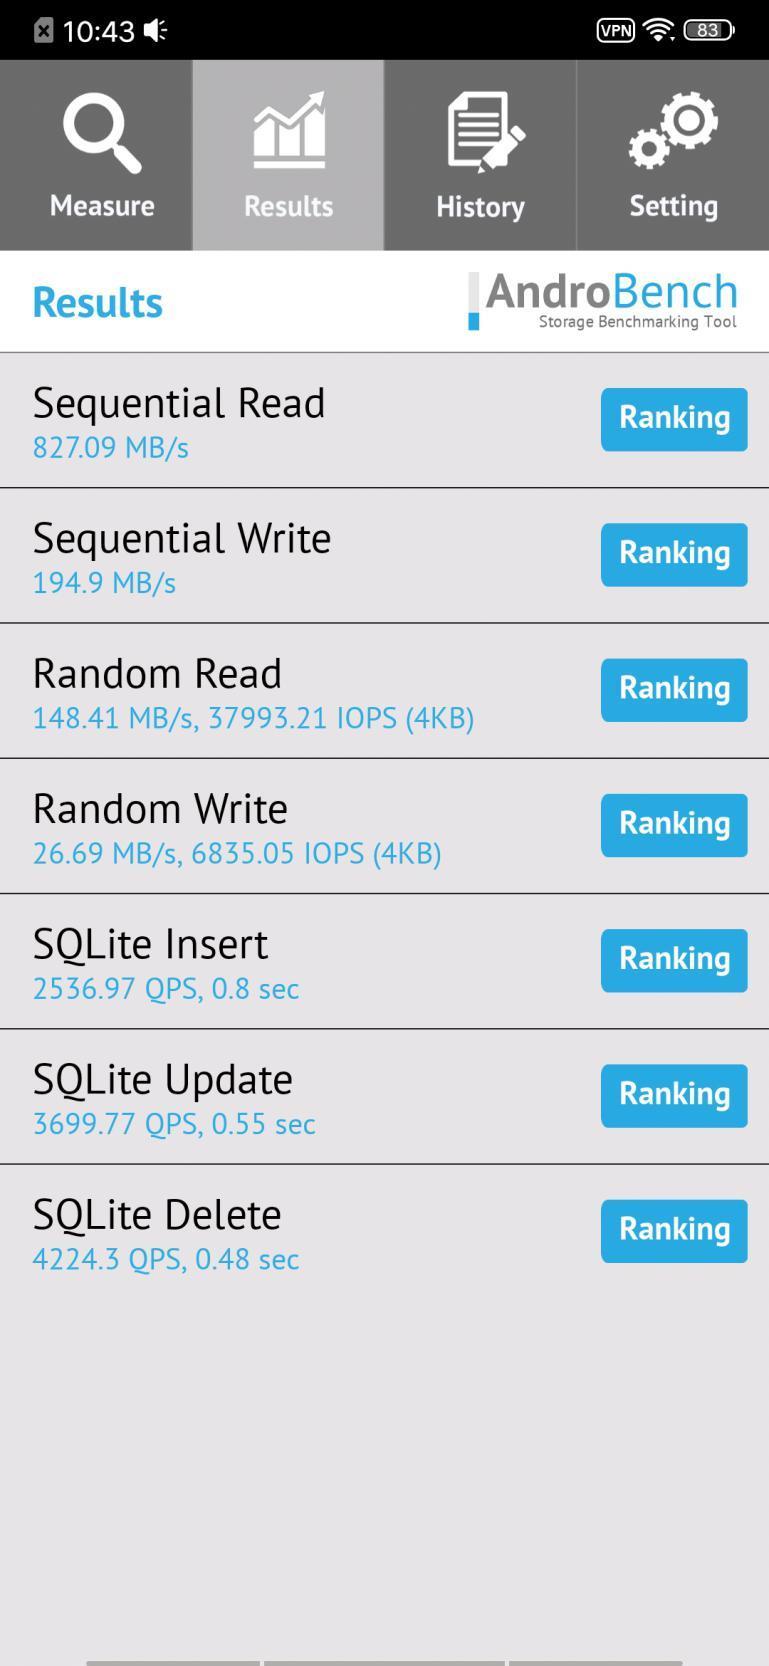 10:43 VPN 83
Measure Results History Setting
Results AndroBench
Storage Benchmarking Tool
Sequential Read
827.09 MB/s
Ranking
Sequential Write
194.9 MB/s
Ranking
Random Read
148.41 MB/s, 37993.21 IOPS (4KB)
Ranking
Random Write
26.69 MB/s, 6835.05 IOPS (4KB)
Ranking
SQLite Insert
2536.97 QPS, 0.8 sec
Ranking
SQLite Update
3699.77 QPS, 0.55 sec
Ranking
SQLite Delete
4224.3 QPS, 0.48 sec
Ranking